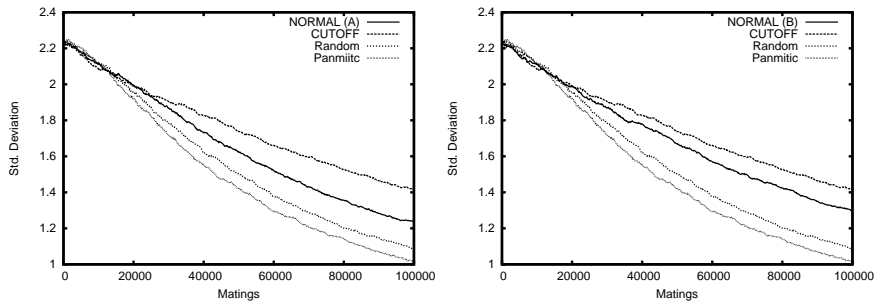 2.4
2.2
2
1.8
1.6
1.4
1.2
1
Std. Deviation
0 20000 40000 60000 80000 100000
Matings
NORMAL (A)
CUTOFF
Random
Panmiitc
2.4
2.2
2
1.8
1.6
1.4
1.2
1
Std. Deviation
0 20000 40000 60000 80000 100000
Matings
NORMAL (B)
CUTOFF
Random
Panmitic